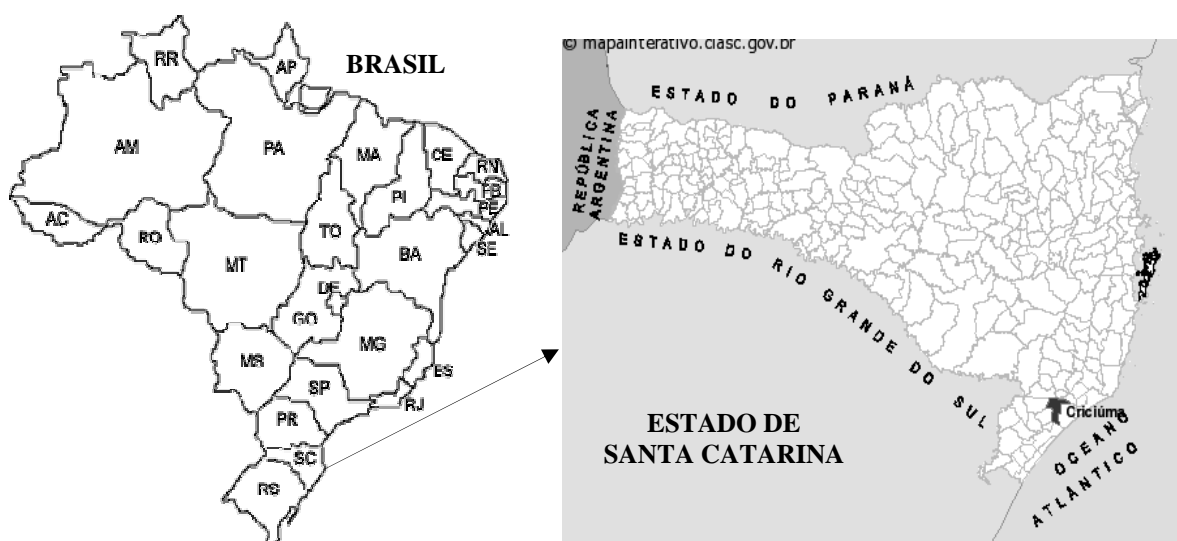 BRASIL
RR
AP
AM
PA
MA
CE
RN
PB
PI
PE
AC
AL
TO
RO
SE
BA
MT
DF
GO
MG
MS
ES
SP
RJ
PR
SC
RS
© mapainterativo.ciasc.gov.br
ESTADO DO PARANÁ
REPÚBLICA
ARGENTINA
ESTADO DO RIO GRANDE DO SUL
Criciúma
OCEANO
ATLÂNTICO
ESTADO DE
SANTA CATARINA